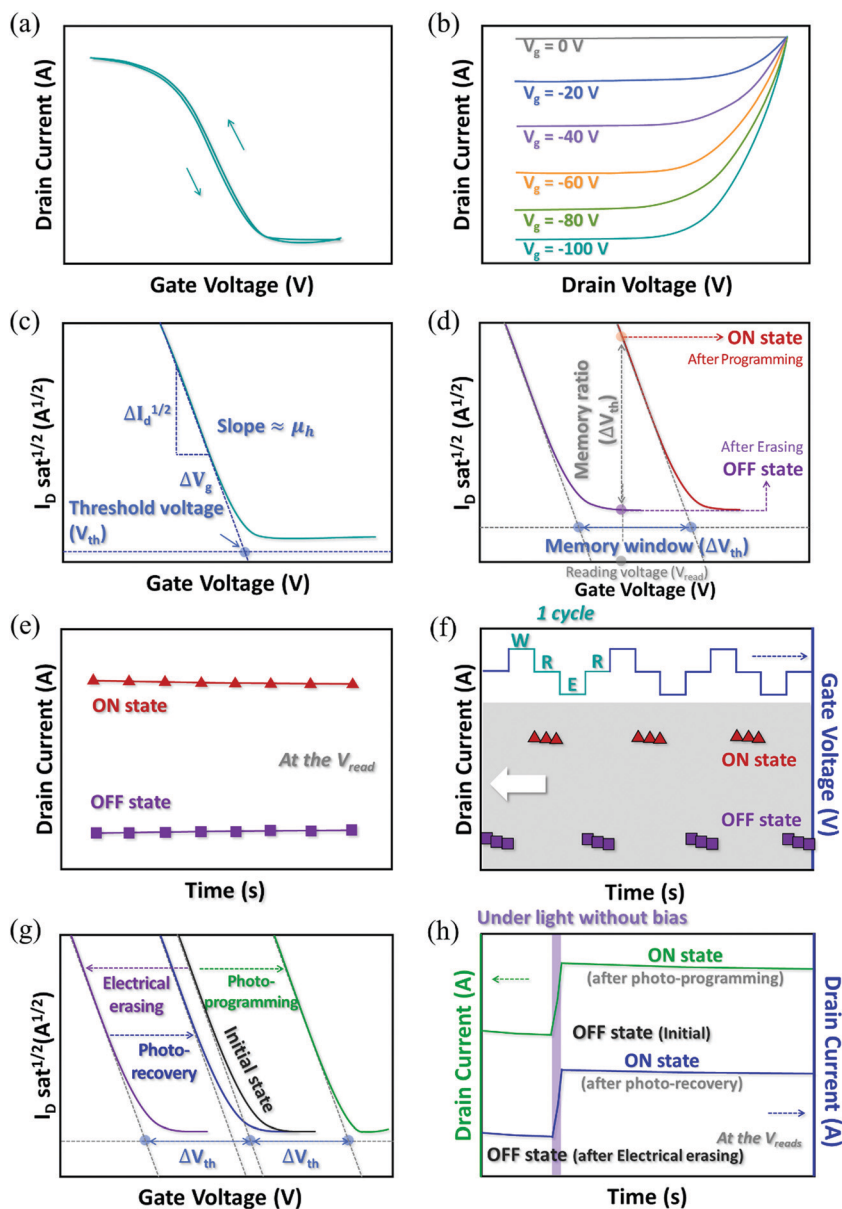 (a)
Drain Current (A)
Gate Voltage (V)
(b)
Drain Current (A)
V_g = 0 V
V_g = -20 V
V_g = -40 V
V_g = -60 V
V_g = -80 V
V_g = -100 V
Drain Voltage (V)
(c)
I_D sat^1/2 (A^1/2)
ΔI_d^1/2
Slope ≈ μ_h
ΔV_g
Threshold voltage
(V_th)
Gate Voltage (V)
(d)
I_D sat^1/2 (A^1/2)
ON state
After Programming
Memory ratio
(ΔV_th)
After Erasing
OFF state
Memory window (ΔV_th)
Reading voltage (V_read)
Gate Voltage (V)
(e)
Drain Current (A)
ON state
At the V_read
OFF state
Time (s)
(f)
1 cycle
W
R
E
R
Drain Current (A)
Gate Voltage (V)
ON state
OFF state
Time (s)
(g)
I_D sat^1/2 (A^1/2)
Electrical
erasing
Photo-
programming
Photo-
recovery
Initial state
ΔV_th
ΔV_th
Gate Voltage (V)
(h)
Under light without bias
Drain Current (A)
Drain Current (A)
ON state
(after photo-programming)
OFF state (Initial)
ON state
(after photo-recovery)
At the V_reads
OFF state (after Electrical erasing)
Time (s)